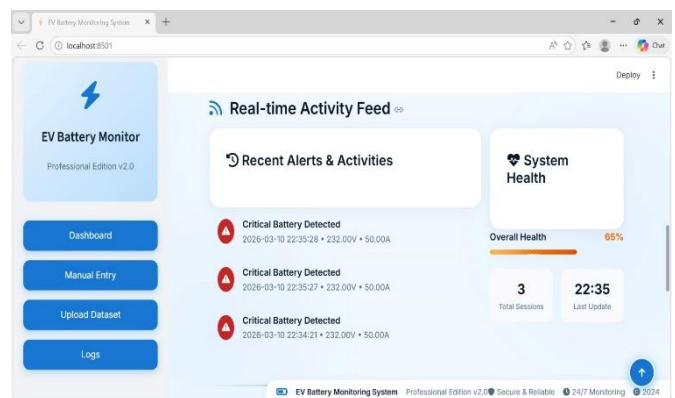 EV Battery Monitoring System
localhost:8501
Chat
Deploy
EV Battery Monitor
Professional Edition v2.0
Dashboard
Manual Entry
Upload Dataset
Logs
Real-time Activity Feed
Recent Alerts & Activities
Critical Battery Detected
2026-03-10 22:35:28 • 232.00V • 50.00A
Critical Battery Detected
2026-03-10 22:35:27 • 232.00V • 50.00A
Critical Battery Detected
2026-03-10 22:34:21 • 232.00V • 50.00A
System
Health
Overall Health 65%
3
Total Sessions
22:35
Last Update
EV Battery Monitoring System Professional Edition v2.0 Secure & Reliable 24/7 Monitoring © 2024